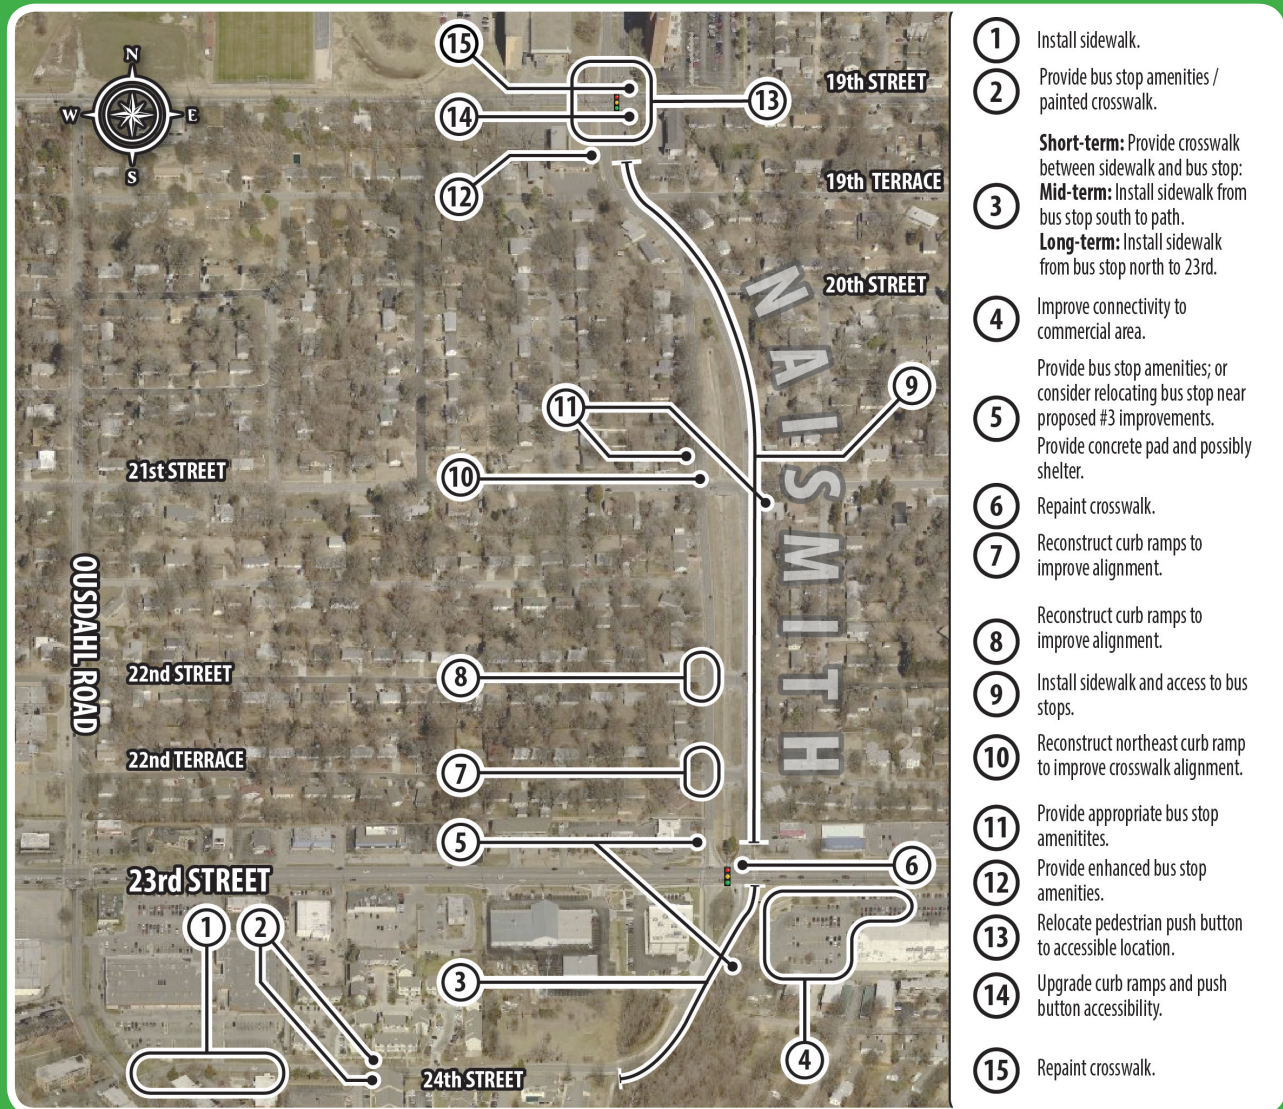 N
W
E
S
15
14
13
12
19th STREET
19th TERRACE
20th STREET
NAISMITH
11
9
10
21st STREET
OUSDAHL ROAD
22nd STREET
8
22nd TERRACE
7
5
6
23rd STREET
1
2
3
4
24th STREET
1 Install sidewalk.
2 Provide bus stop amenities /
painted crosswalk.
3 Short-term: Provide crosswalk
between sidewalk and bus stop:
Mid-term: Install sidewalk from
bus stop south to path.
Long-term: Install sidewalk
from bus stop north to 23rd.
4 Improve connectivity to
commercial area.
5 Provide bus stop amenities; or
consider relocating bus stop near
proposed #3 improvements.
Provide concrete pad and possibly
shelter.
6 Repaint crosswalk.
7 Reconstruct curb ramps to
improve alignment.
8 Reconstruct curb ramps to
improve alignment.
9 Install sidewalk and access to bus
stops.
10 Reconstruct northeast curb ramp
to improve crosswalk alignment.
11 Provide appropriate bus stop
amenitites.
12 Provide enhanced bus stop
amenities.
13 Relocate pedestrian push button
to accessible location.
14 Upgrade curb ramps and push
button accessibility.
15 Repaint crosswalk.